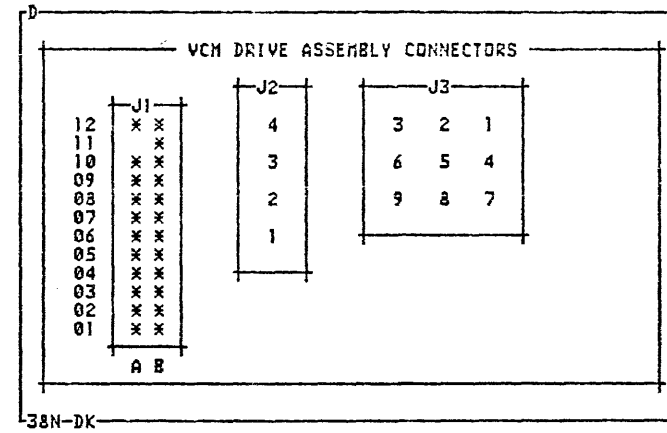 D
VCM DRIVE ASSEMBLY CONNECTORS
J1 J2 J3
12 * * 4 3 2 1
11 *
10 * * 3 6 5 4
09 * *
08 * * 2 9 8 7
07 * *
06 * * 1
05 * *
04 * *
03 * *
02 * *
01 * *
A B
38N-DK